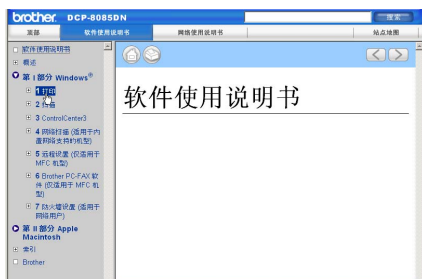 brother. DCP-8085DN
搜索
顶部
软件使用说明书
网络使用说明书
站点地图
软件使用说明书
概述
第 I 部分 Windows®
1 打印
2 扫描
3 ControlCenter3
4 网络扫描 (适用于内
置网络支持的机型)
5 远程设置 (仅适用于
MFC 机型)
6 Brother PC-FAX 软
件 (仅适用于 MFC 机
型)
7 防火墙设置 (适用于
网络用户)
第 II 部分 Apple
Macintosh
索引
Brother
软件使用说明书